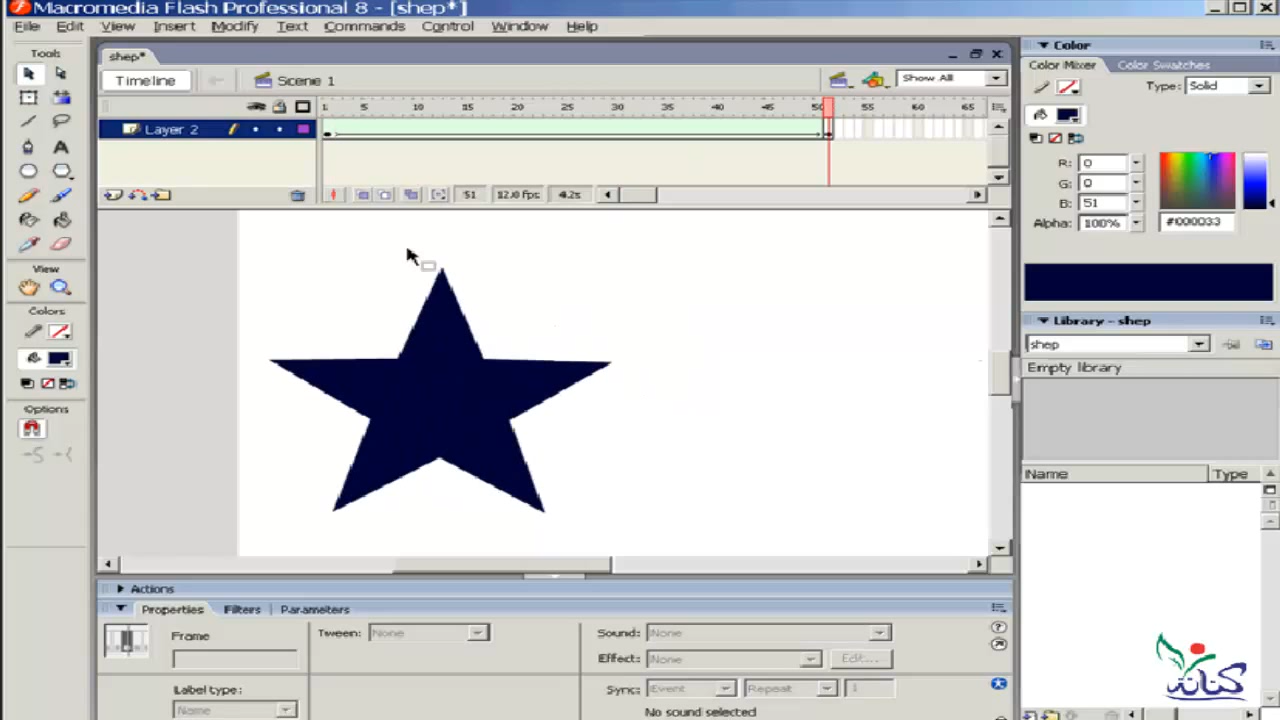 Macromedia Flash Professional 8 - [shep*]
File Edit View Insert Modify Text Commands Control Window Help
Tools
shep*
Timeline Scene 1 Show All
1 5 10 15 20 25 30 35 40 45 50 55 60 65
Layer 2
51 12.0 fps 4.2s
View
Colors
Options
Color
Color Mixer Color Swatches
Type: Solid
R: 0
G: 0
B: 51
Alpha: 100% #000033
Library - shep
shep
Empty library
Name Type
Actions
Properties Filters Parameters
Frame
Tween: None
Sound: None
Effect: None Edit...
Label type:
Name
Sync: Event Repeat 1
No sound selected
كنانة